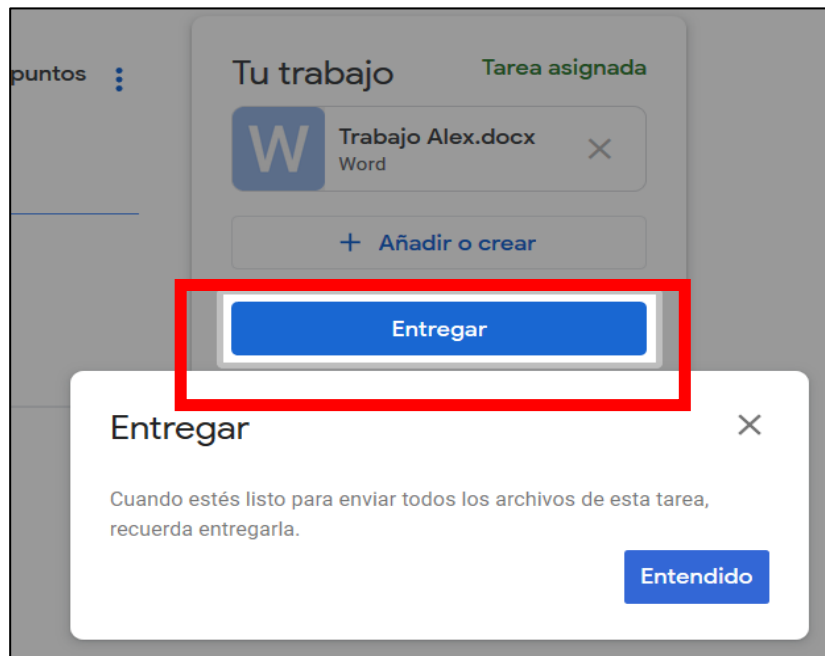 puntos
Tu trabajo
Tarea asignada
W
Trabajo Alex.docx
Word
+ Añadir o crear
Entregar
Entregar
Cuando estés listo para enviar todos los archivos de esta tarea,
recuerda entregarla.
Entendido